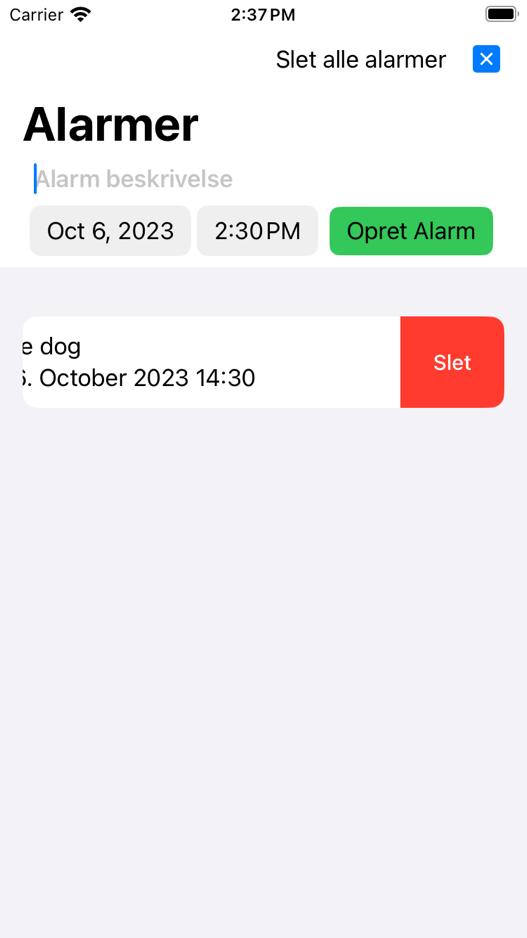 Carrier 2:37 PM
Slet alle alarmer
Alarmer
Alarm beskrivelse
Oct 6, 2023 2:30 PM Opret Alarm
e dog
6. October 2023 14:30
Slet